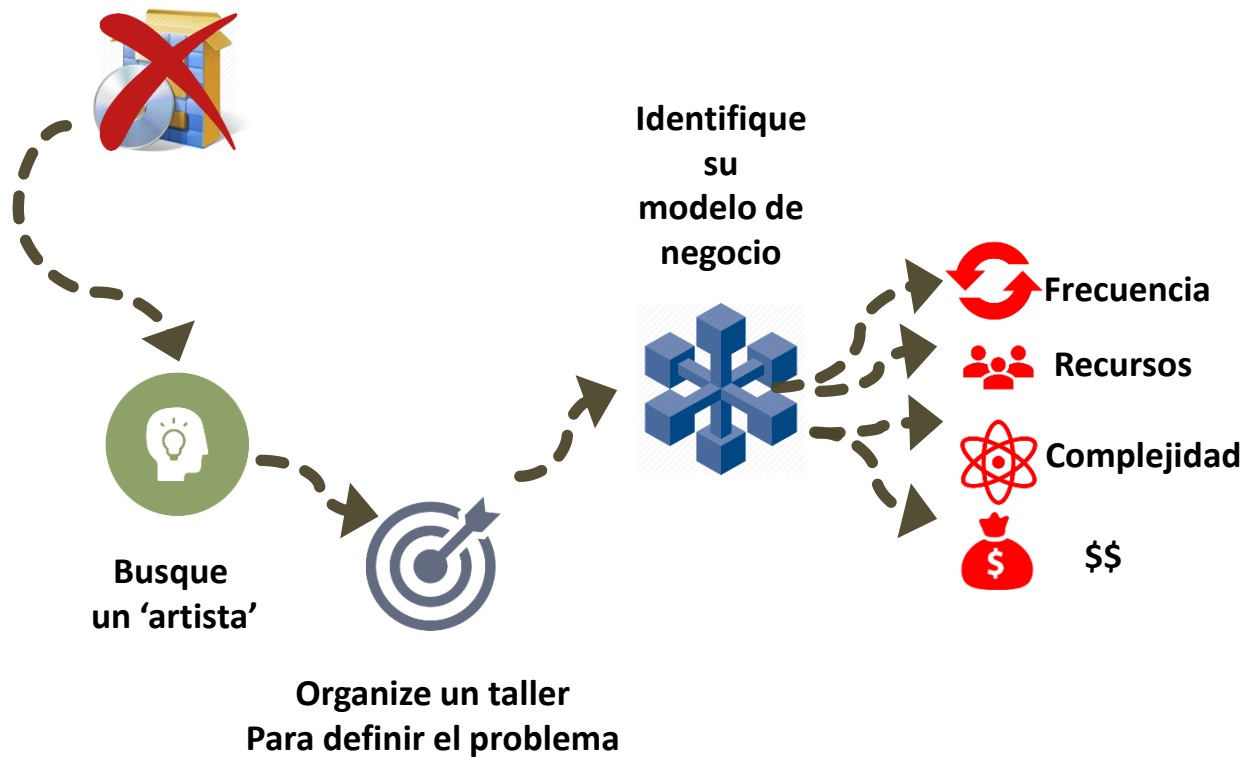 Busque
un ‘artista’
Organize un taller
Para definir el problema
Identifique
su
modelo de
negocio
Frecuencia
Recursos
Complejidad
$
$$